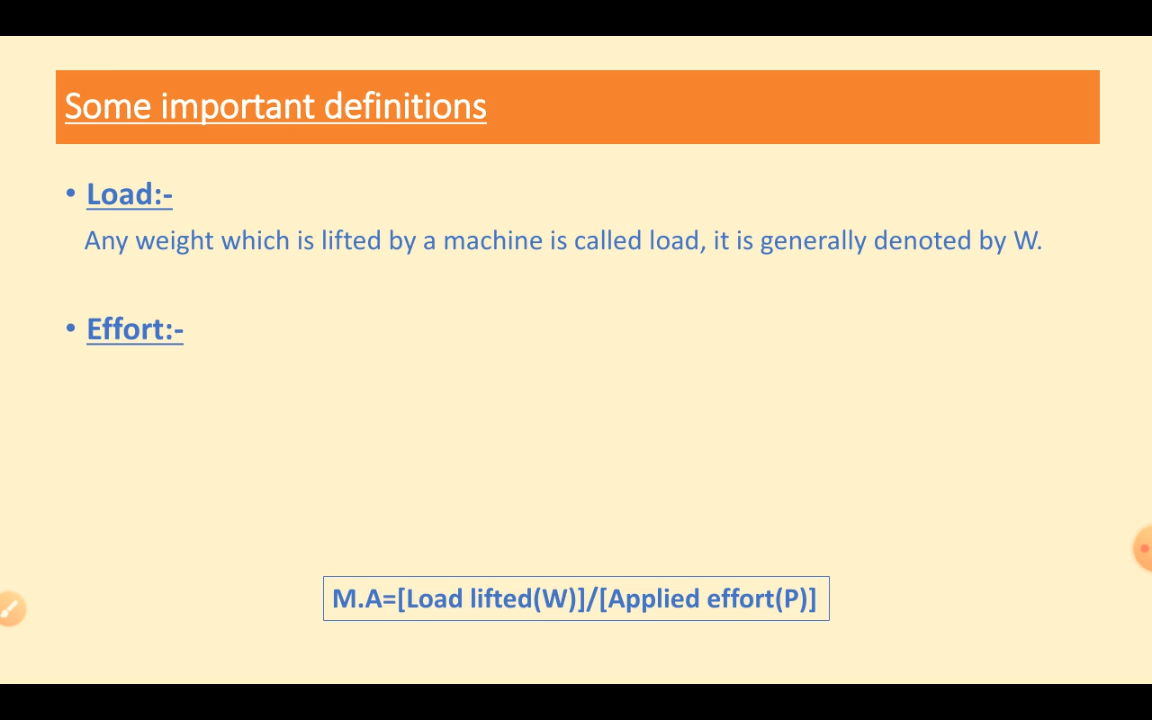 Some important definitions
• Load:-
Any weight which is lifted by a machine is called load, it is generally denoted by W.
• Effort:-
M.A=[Load lifted(W)]/[Applied effort(P)]